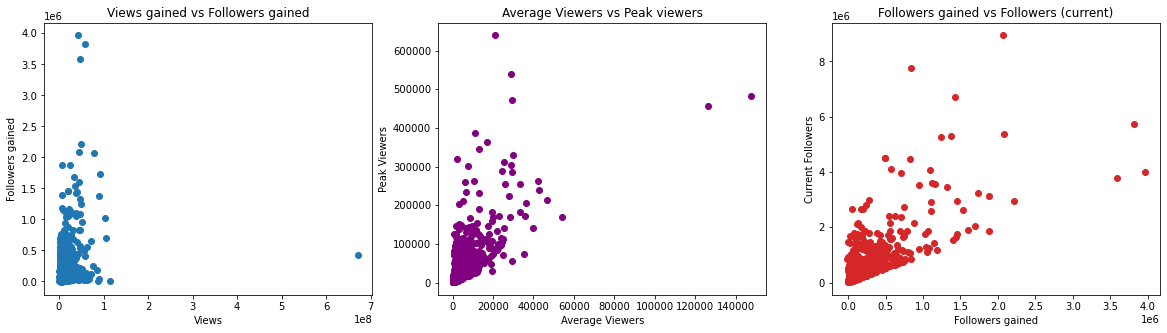 Views gained vs Followers gained
1e6
4.0
3.5
3.0
2.5
2.0
1.5
1.0
0.5
0.0
Followers gained
0 1 2 3 4 5 6 7
1e8
Views
Average Viewers vs Peak viewers
600000
500000
400000
300000
200000
100000
0
Peak Viewers
0 20000 40000 60000 80000 100000 120000 140000
Average Viewers
Followers gained vs Followers (current)
1e6
8
6
4
2
0
Current Followers
0.0 0.5 1.0 1.5 2.0 2.5 3.0 3.5 4.0
1e6
Followers gained